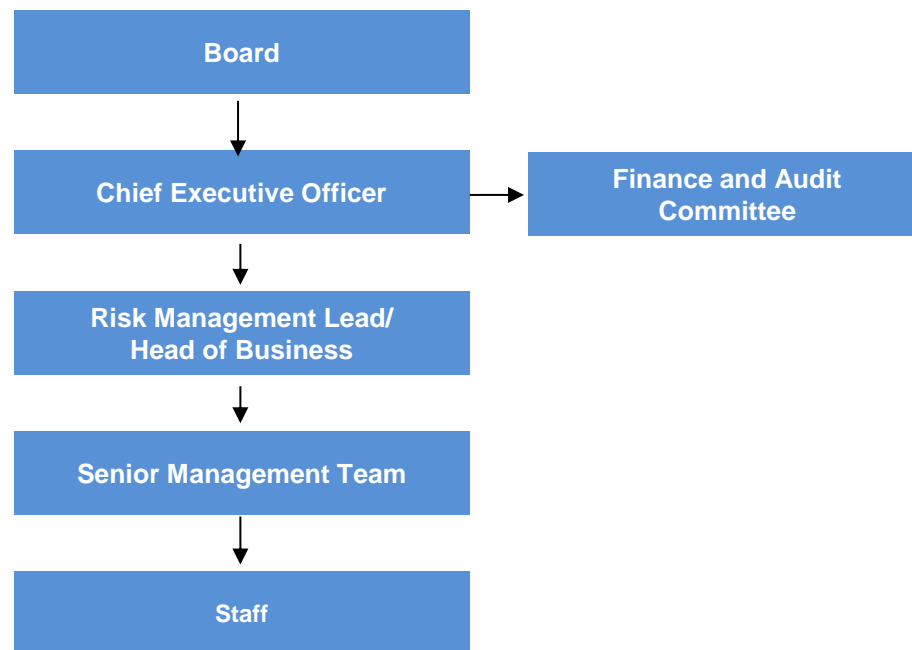 Board
Chief Executive Officer
Finance and Audit
Committee
Risk Management Lead/
Head of Business
Senior Management Team
Staff